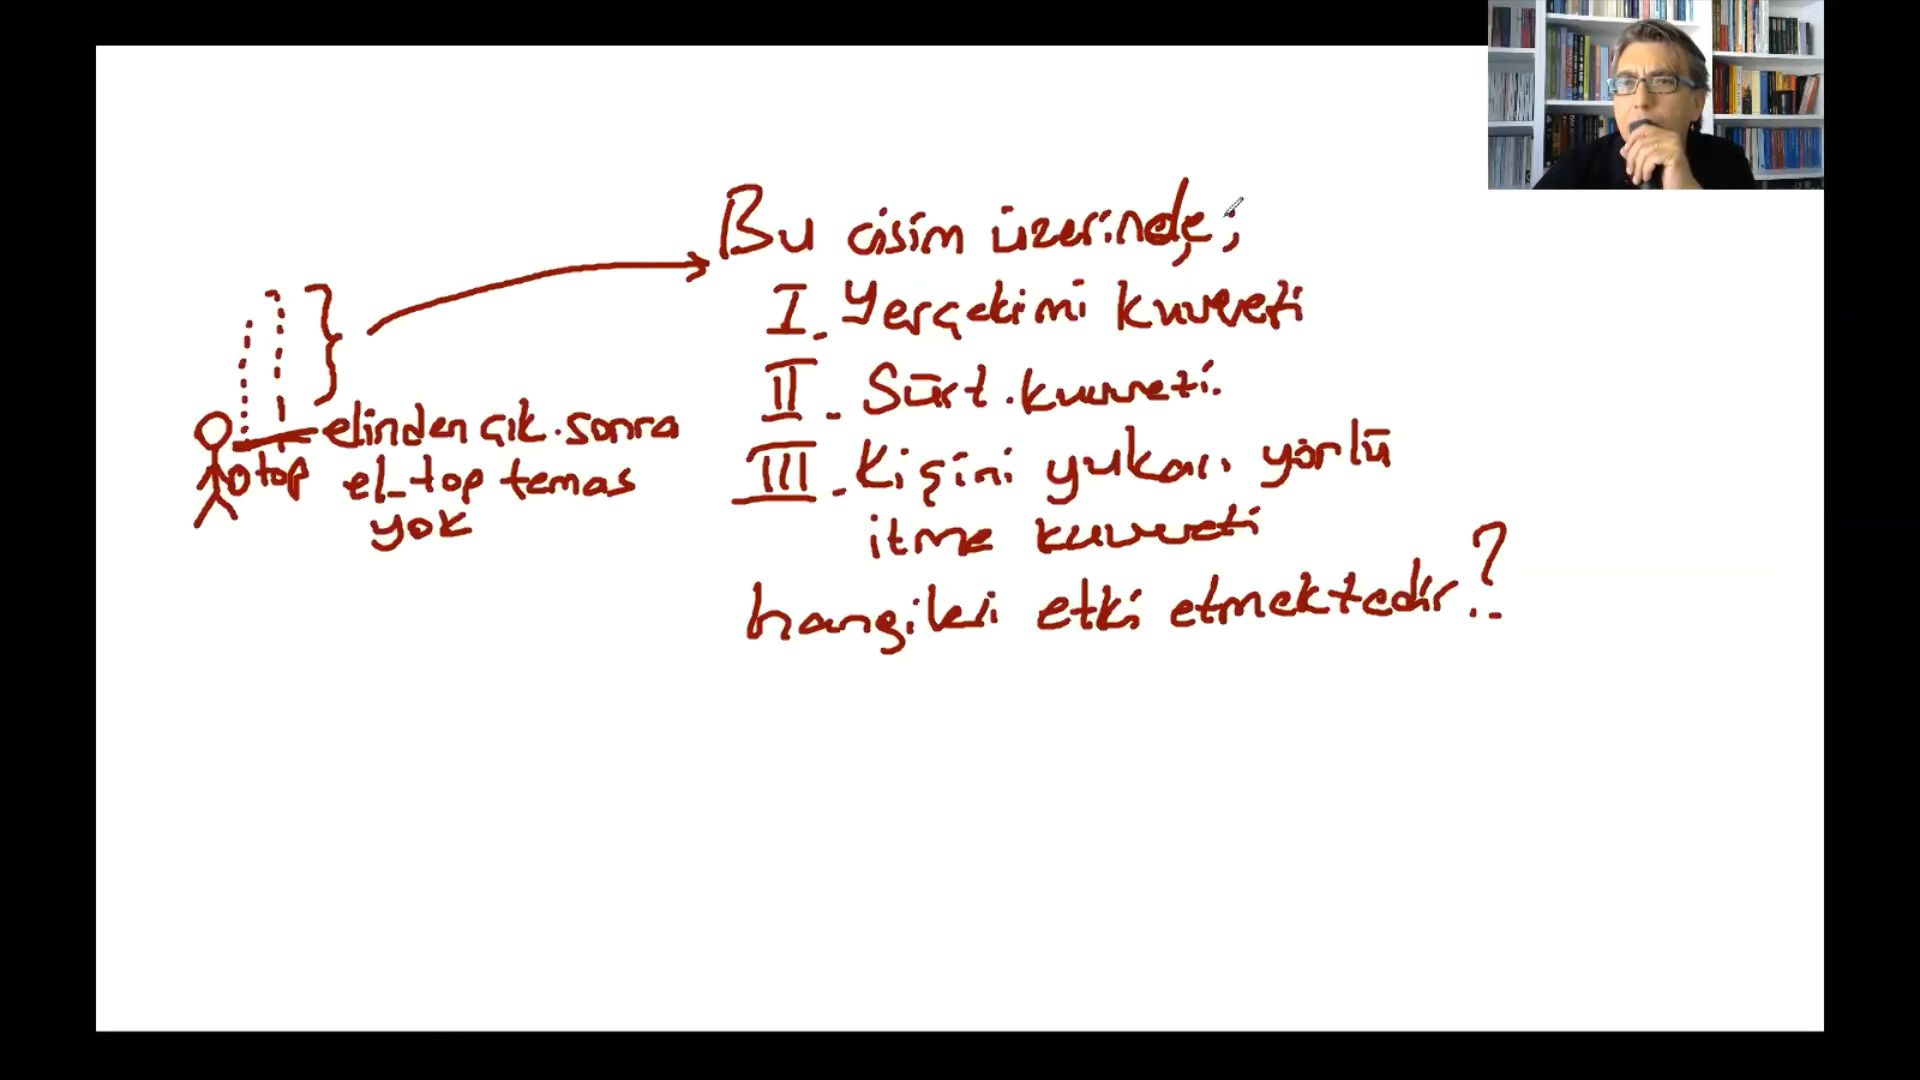 Bu cisim üzerinde;
I. Yerçekimi kuvveti
II. Sürt. kuvveti.
III. Kişini yukarı yönlü
itme kuvveti
hangileri etki etmektedir?
elinden çık. sonra
top el-top temas
yok